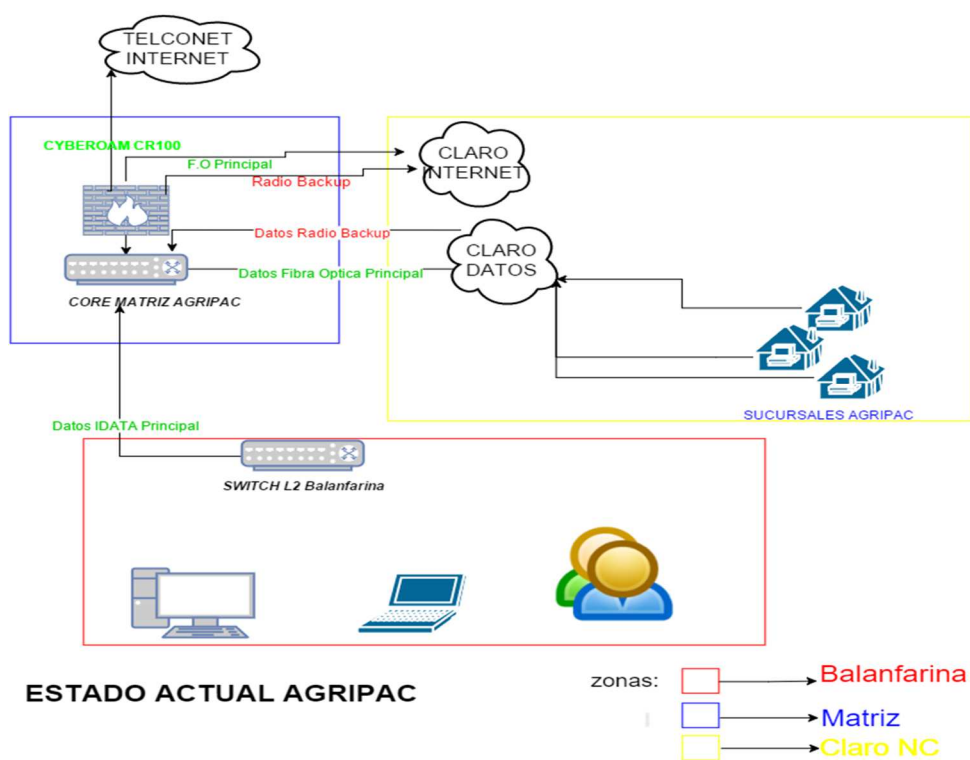 TELCONET
INTERNET
CYBEROAM CR100
F.O Principal
Radio Backup
CLARO
INTERNET
Datos Radio Backup
CLARO
DATOS
Datos Fibra Optica Principal
CORE MATRIZ AGRIPAC
SUCURSALES AGRIPAC
Datos IDATA Principal
SWITCH L2 Balanfarina
ESTADO ACTUAL AGRIPAC
zonas:
Balanfarina
Matriz
Claro NC